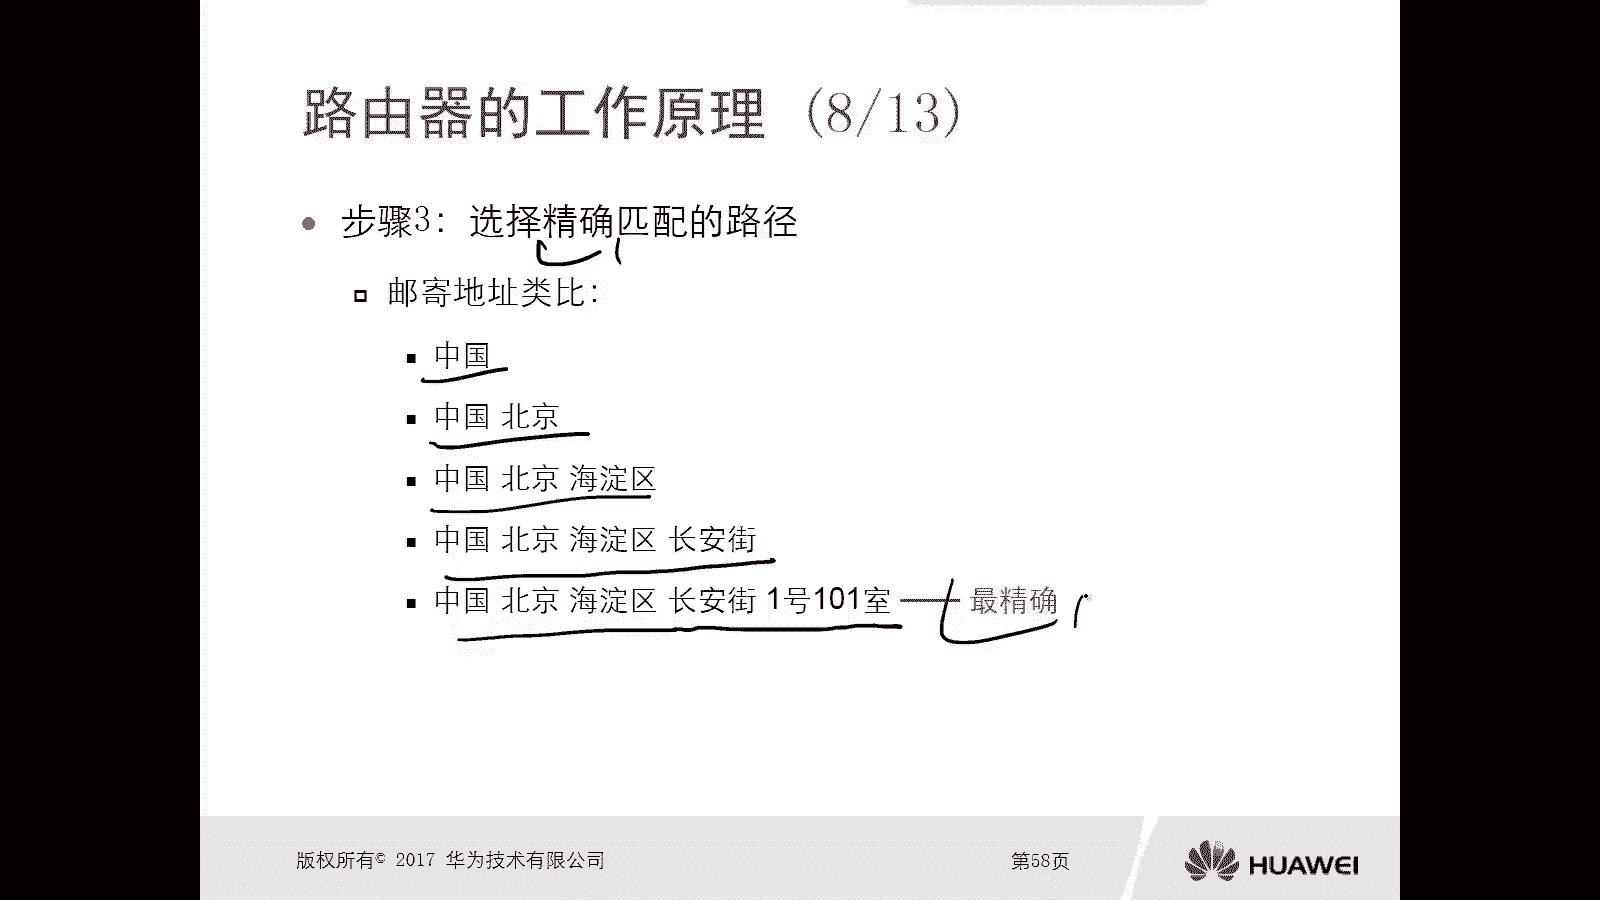 路由器的工作原理 (8/13)
步骤3：选择精确匹配的路径
邮寄地址类比：
中国
中国 北京
中国 北京 海淀区
中国 北京 海淀区 长安街
中国 北京 海淀区 长安街 1号101室 —— 最精确
版权所有© 2017 华为技术有限公司
第58页
HUAWEI